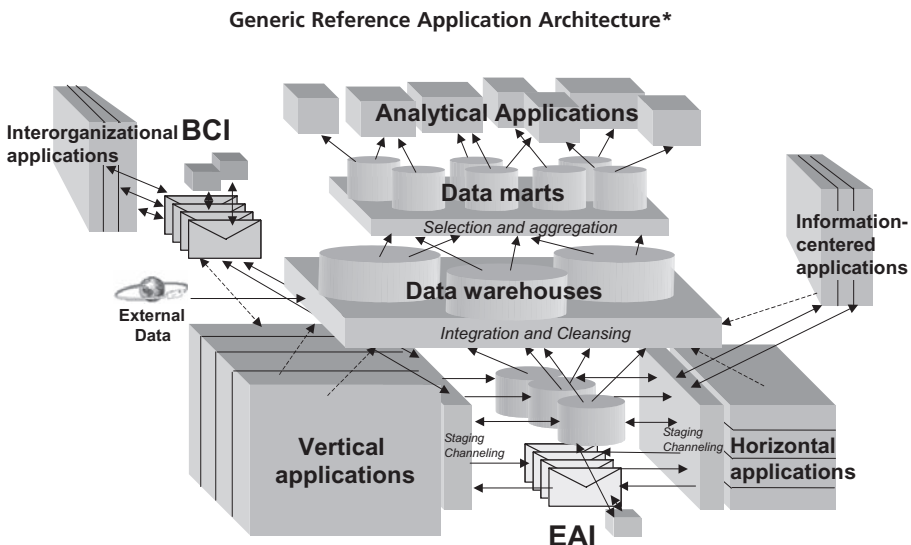 Generic Reference Application Architecture*
Analytical Applications
Interorganizational
applications
BCI
Data marts
Selection and aggregation
Information-
centered
applications
Data warehouses
External
Data
Integration and Cleansing
Vertical
applications
Staging
Channeling
Staging
Channeling
Horizontal
applications
EAI